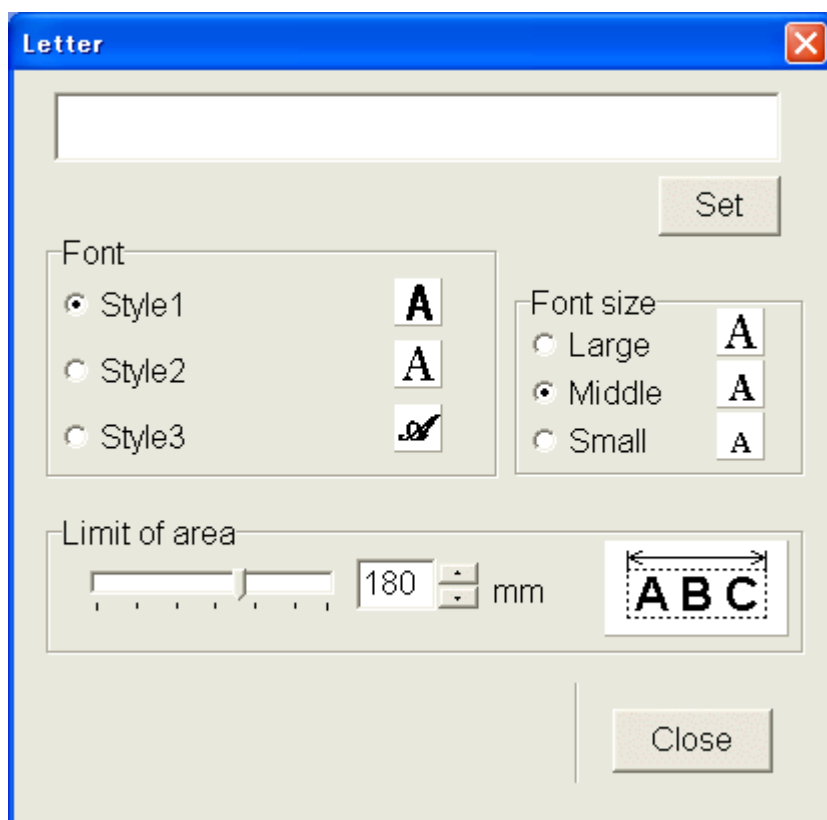 Letter
Set
Font
Style1 A
Style2 A
Style3 A
Font size
Large A
Middle A
Small A
Limit of area
180 mm
ABC
Close